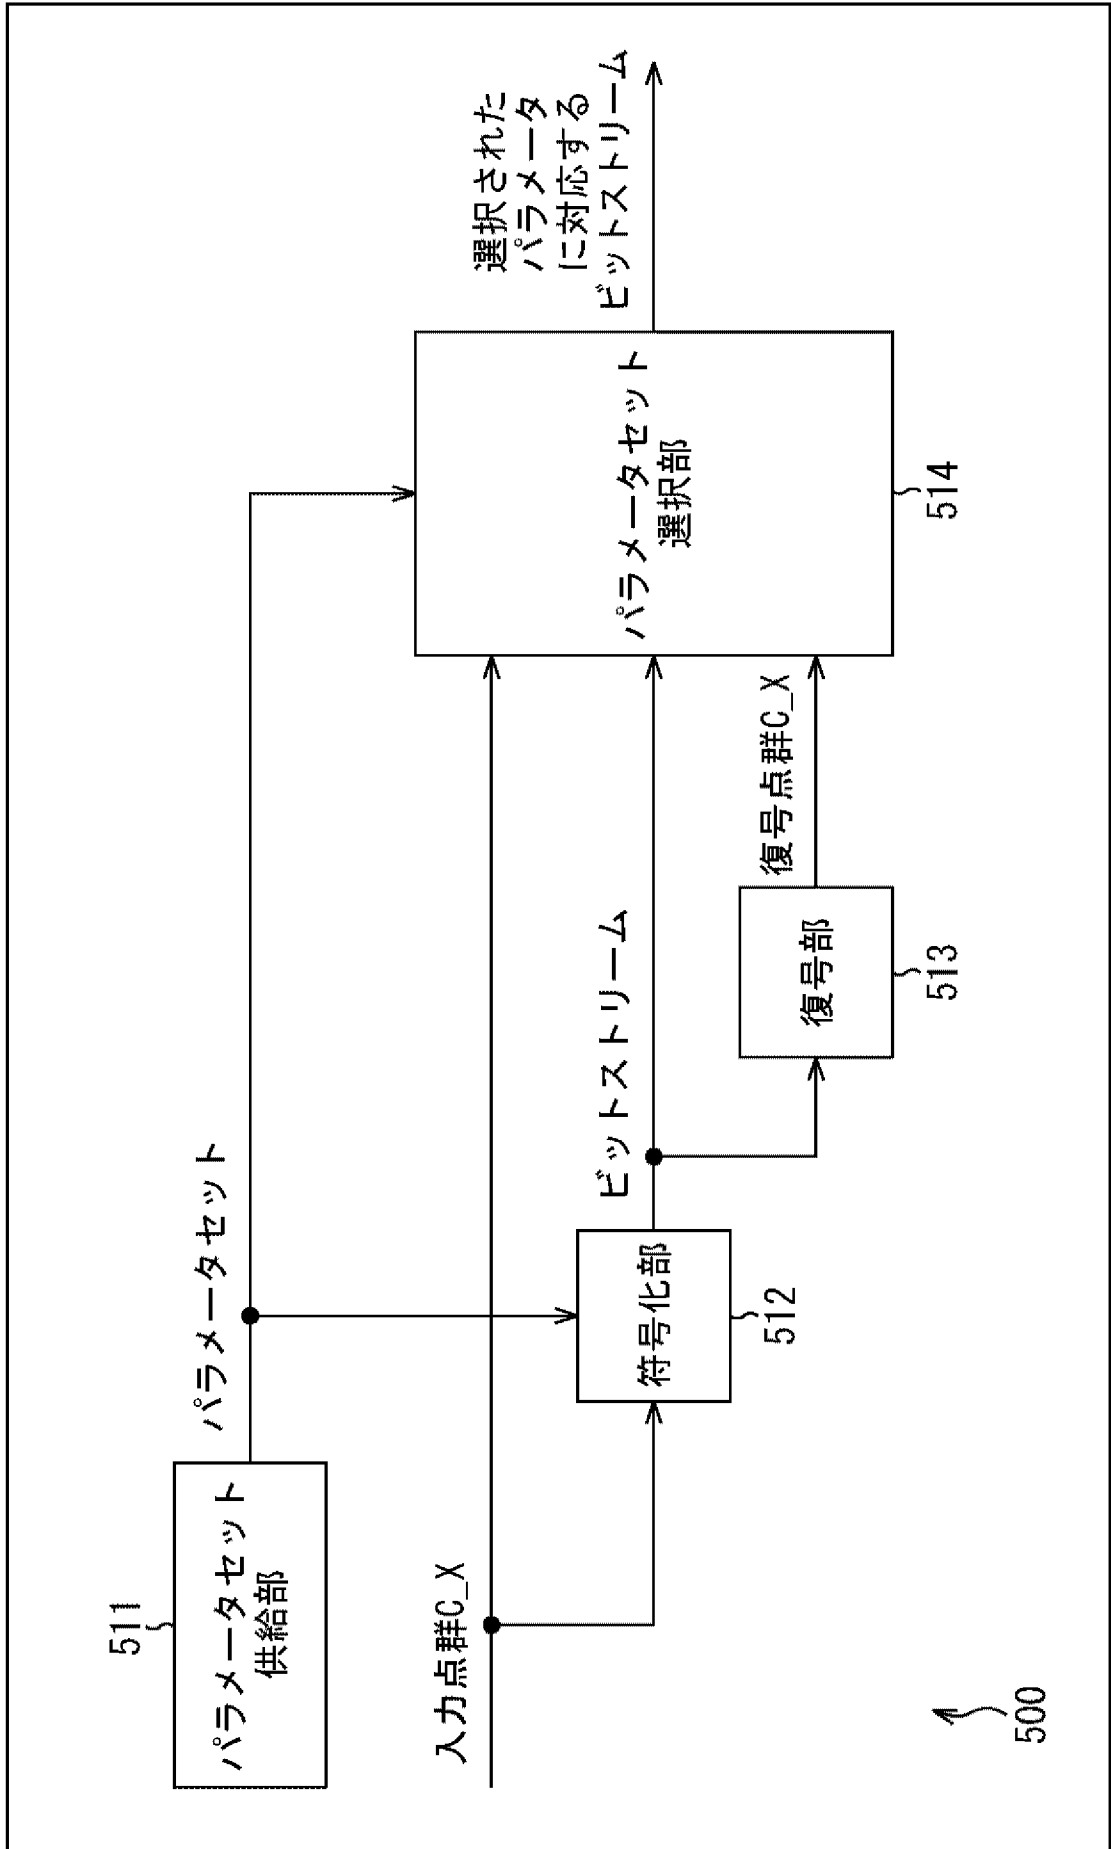 511
パラメータセット
供給部
パラメータセット
入力点群C_X
符号化部
512
ビットストリーム
復号部
513
復号点群C_X
パラメータセット
選択部
514
選択された
パラメータ
に対応する
ビットストリーム
500